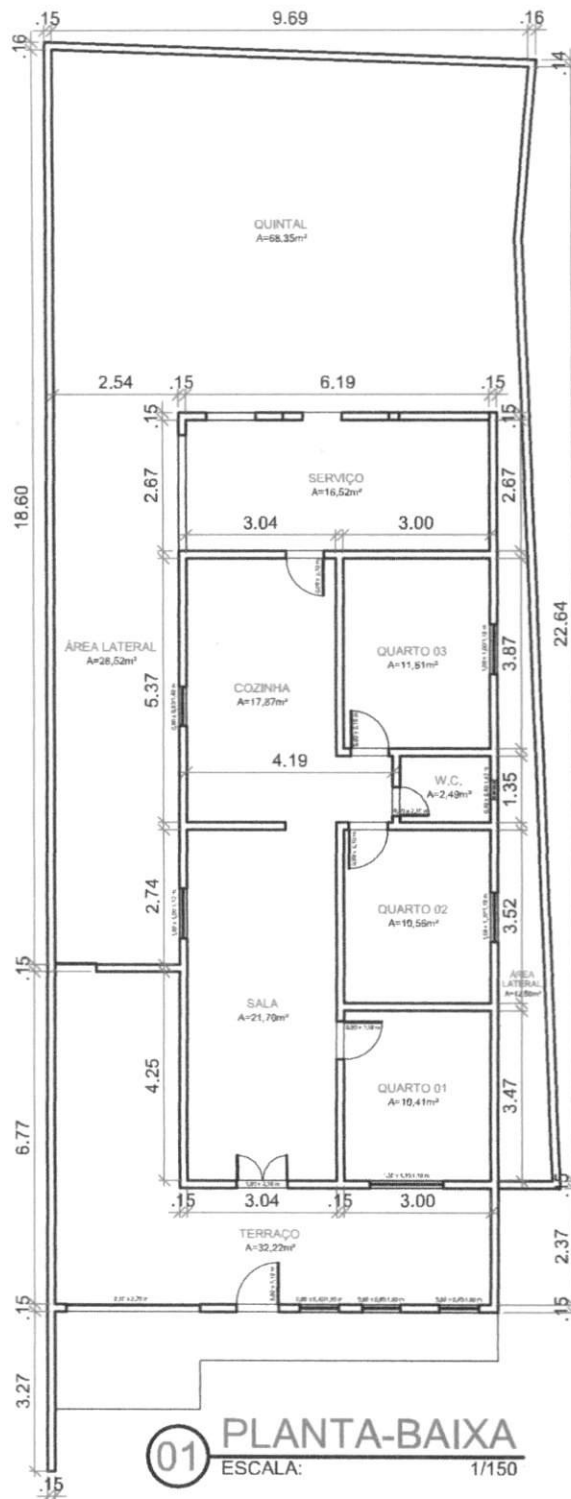 .15
9.69
.16
.16
.14
QUINTAL
A=68,35m²
2.54
.15
6.19
.15
.15
.15
18.60
2.67
SERVIÇO
A=16,52m²
2.67
3.04
3.00
22.64
ÁREA LATERAL
A=28,52m²
5.37
COZINHA
A=17,87m²
QUARTO 03
A=11,61m²
3.87
4.19
W.C.
A=2,49m²
1.35
2.74
QUARTO 02
A=10,56m²
3.52
.15
SALA
A=21,70m²
ÁREA
LATERAL
4.25
QUARTO 01
A=10,41m²
3.47
6.77
.15
3.04
.15
3.00
TERRAÇO
A=32,22m²
2.37
.15
.15
3.27
.15
01
PLANTA-BAIXA
ESCALA: 1/150